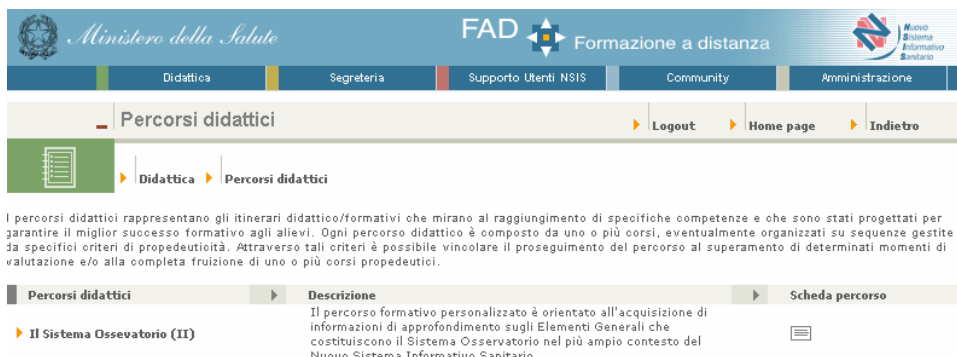 Ministero della Salute
FAD Formazione a distanza
Nuovo
Sistema
Informativo
Sanitario
Didattica Segreteria Supporto Utenti NSIS Community Amministrazione
Percorsi didattici Logout Home page Indietro
Didattica Percorsi didattici
I percorsi didattici rappresentano gli itinerari didattico/formativi che mirano al raggiungimento di specifiche competenze e che sono stati progettati per
garantire il miglior successo formativo agli allievi. Ogni percorso didattico è composto da uno o più corsi, eventualmente organizzati su sequenze gestite
da specifici criteri di propedeuticità. Attraverso tali criteri è possibile vincolare il proseguimento del percorso al superamento di determinati momenti di
valutazione e/o alla completa fruizione di uno o più corsi propedeutici.
Percorsi didattici Descrizione Scheda percorso
Il percorso formativo personalizzato è orientato all'acquisizione di
Il Sistema Ossevatorio (II) informazioni di approfondimento sugli Elementi Generali che
costituiscono il Sistema Osservatorio nel più ampio contesto del
Nuovo Sistema Informativo Sanitario